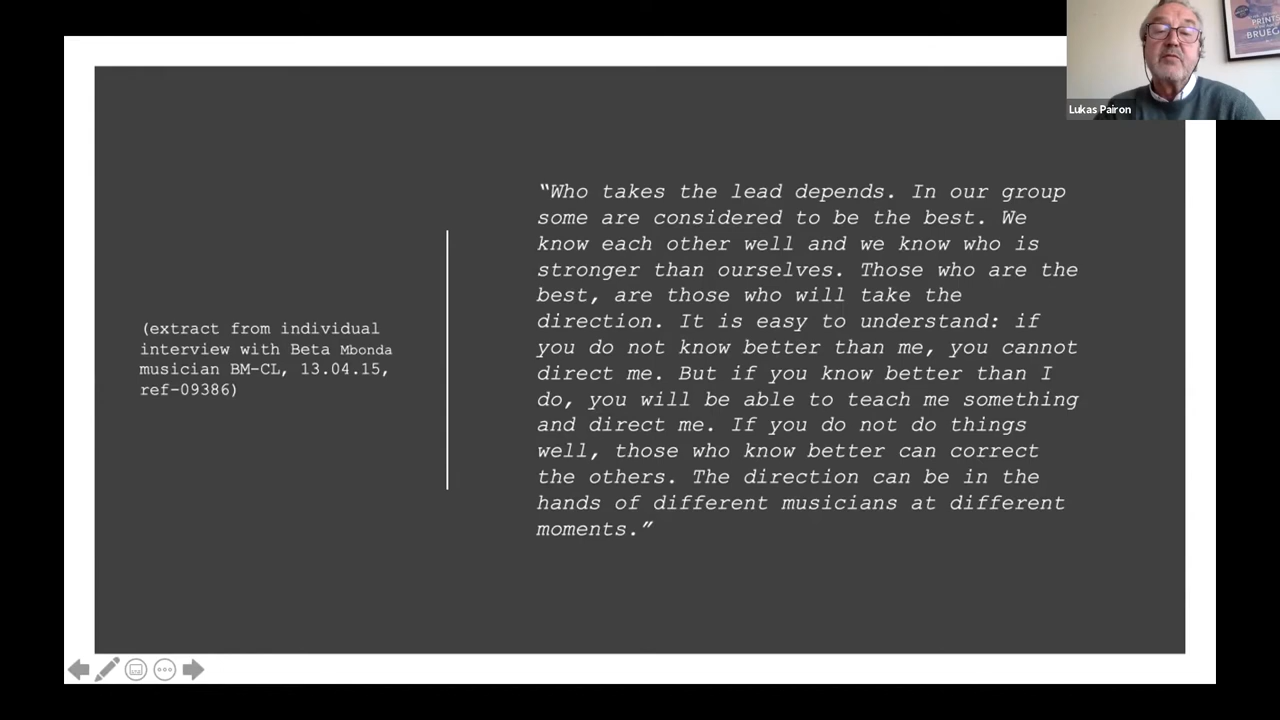 PRINTS
BRUEG
Lukas Pairon
(extract from individual
interview with Beta Mbonda
musician BM-CL, 13.04.15,
ref-09386)
“Who takes the lead depends. In our group
some are considered to be the best. We
know each other well and we know who is
stronger than ourselves. Those who are the
best, are those who will take the
direction. It is easy to understand: if
you do not know better than me, you cannot
direct me. But if you know better than I
do, you will be able to teach me something
and direct me. If you do not do things
well, those who know better can correct
the others. The direction can be in the
hands of different musicians at different
moments.”